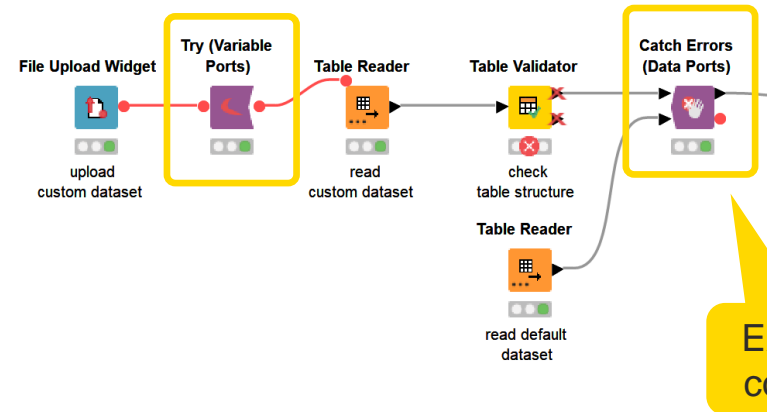 File Upload Widget
Try (Variable
Ports)
Table Reader
Table Validator
Catch Errors
(Data Ports)
upload
custom dataset
read
custom dataset
check
table structure
Table Reader
read default
dataset